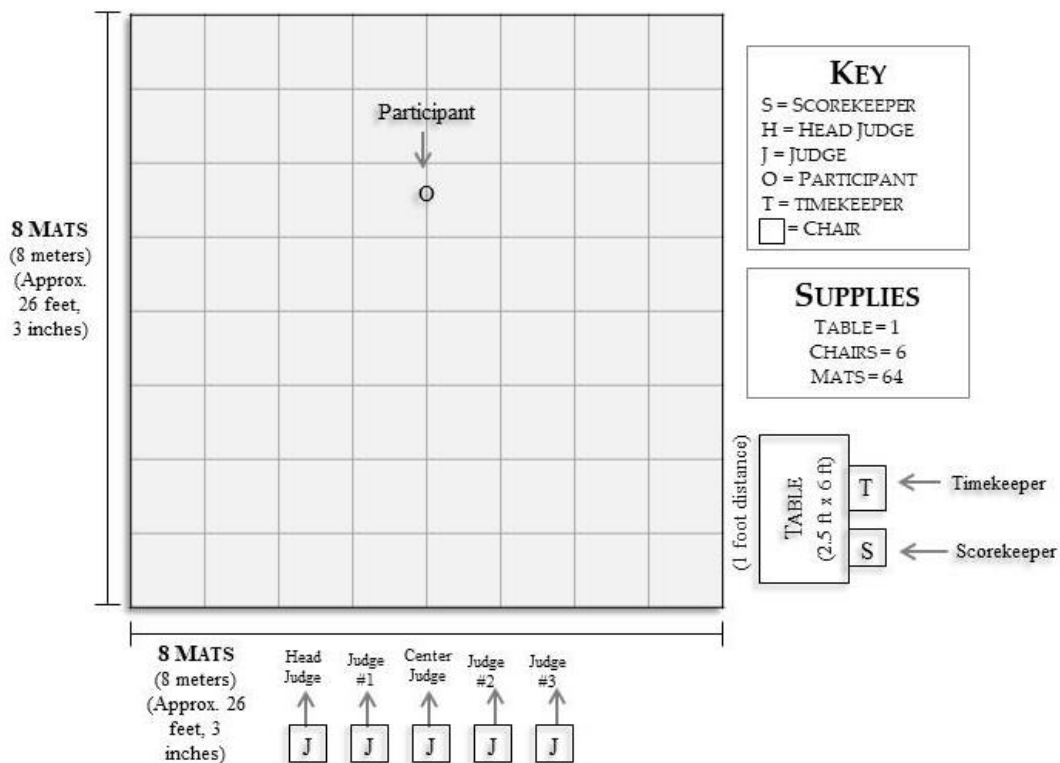 Participant
O
8 MATS
(8 meters)
(Approx.
26 feet,
3 inches)
KEY
S = SCOREKEEPER
H = HEAD JUDGE
J = JUDGE
O = PARTICIPANT
T = TIMEKEEPER
= CHAIR
SUPPLIES
TABLE = 1
CHAIRS = 6
MATS = 64
(1 foot distance)
TABLE
(2.5 ft x 6 ft)
T
Timekeeper
S
Scorekeeper
8 MATS
(8 meters)
(Approx. 26
feet, 3
inches)
Head
Judge
Judge
#1
Center
Judge
Judge
#2
Judge
#3
J
J
J
J
J